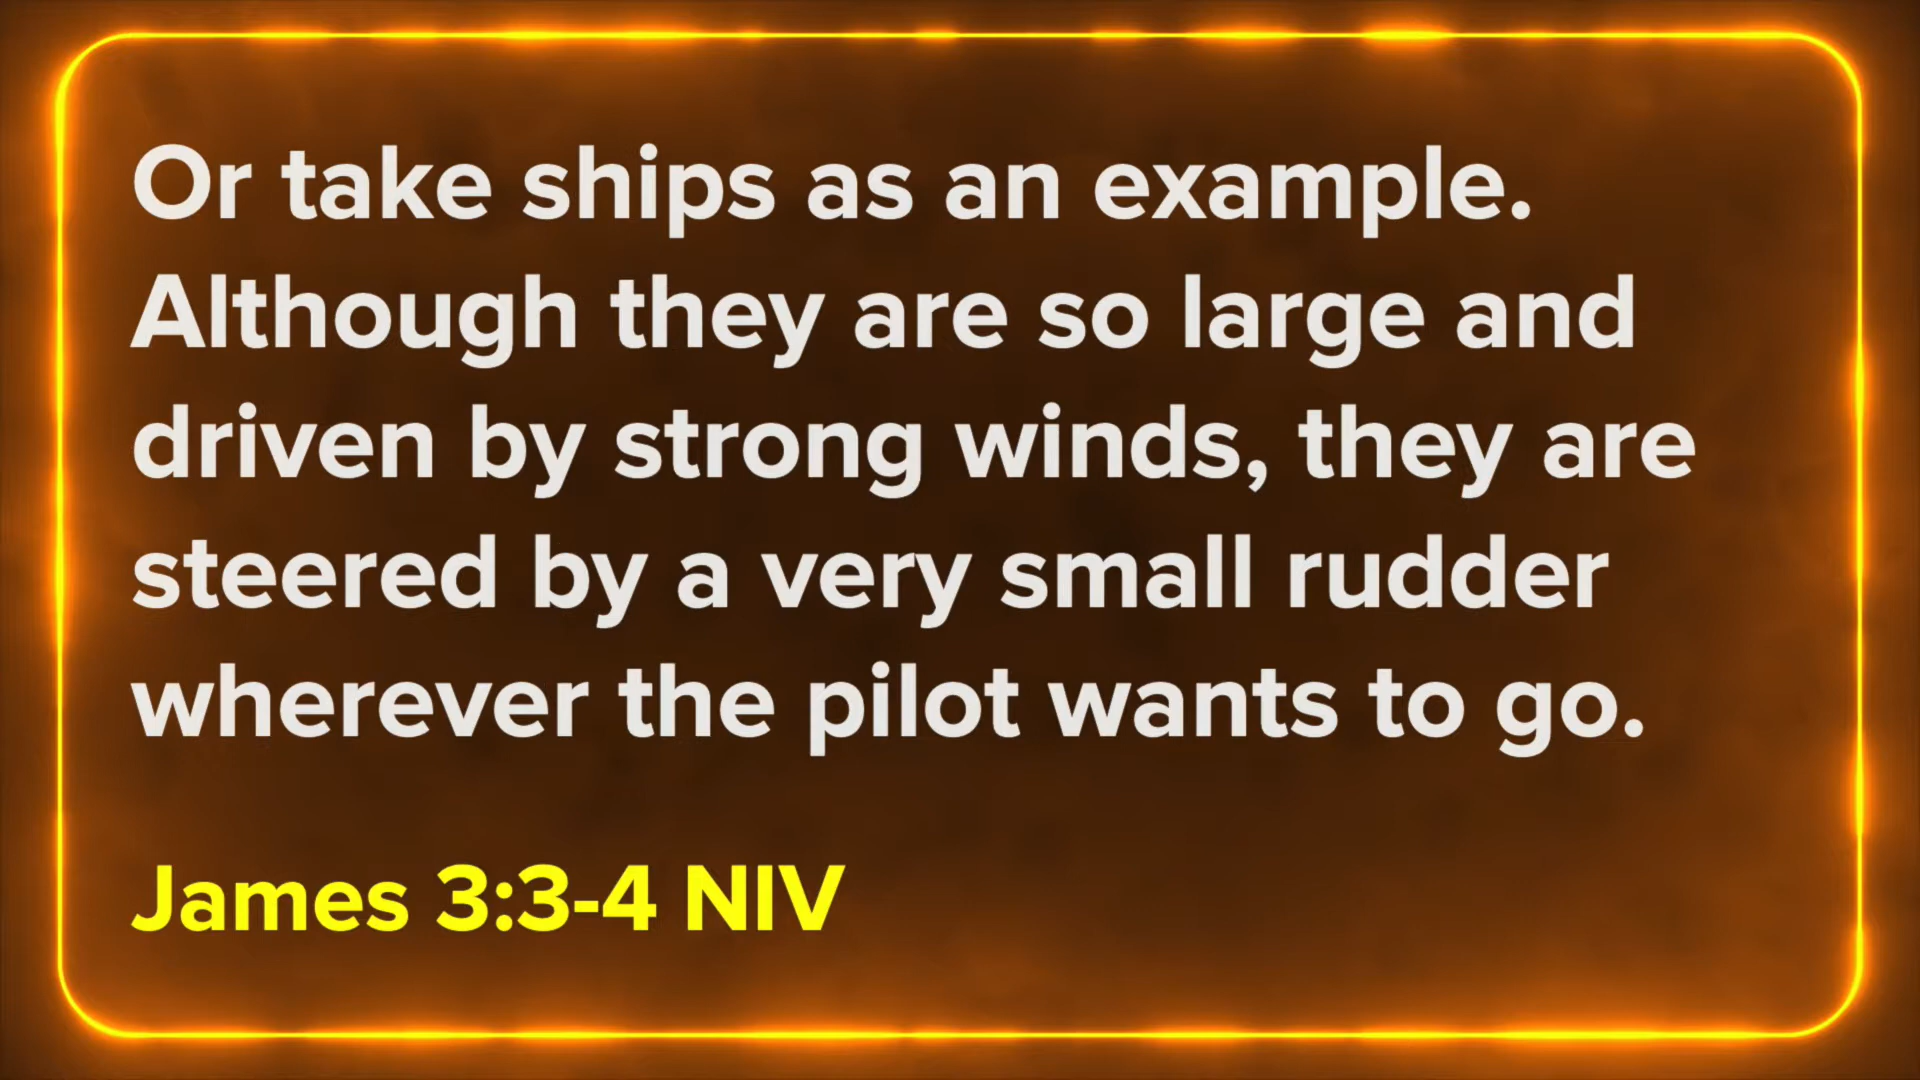 Or take ships as an example.
Although they are so large and
driven by strong winds, they are
steered by a very small rudder
wherever the pilot wants to go.
James 3:3-4 NIV